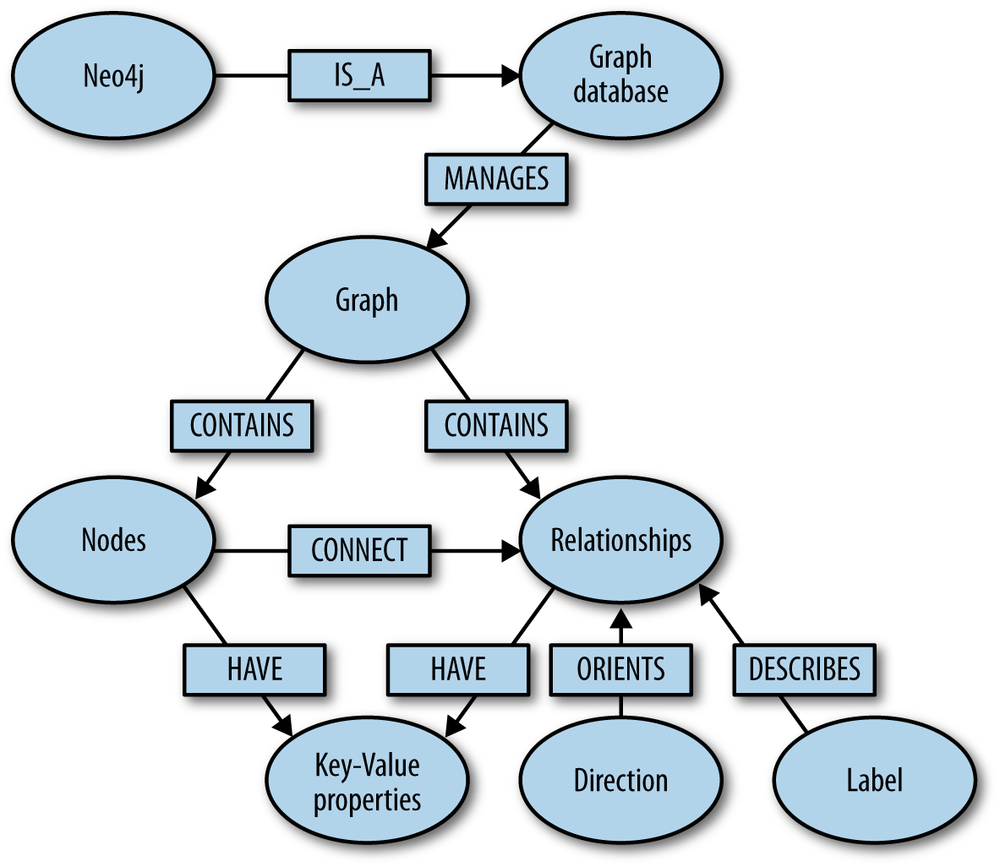 Neo4j
IS_A
Graph
database
MANAGES
Graph
CONTAINS
CONTAINS
Nodes
CONNECT
Relationships
HAVE
HAVE
ORIENTS
DESCRIBES
Key-Value
properties
Direction
Label